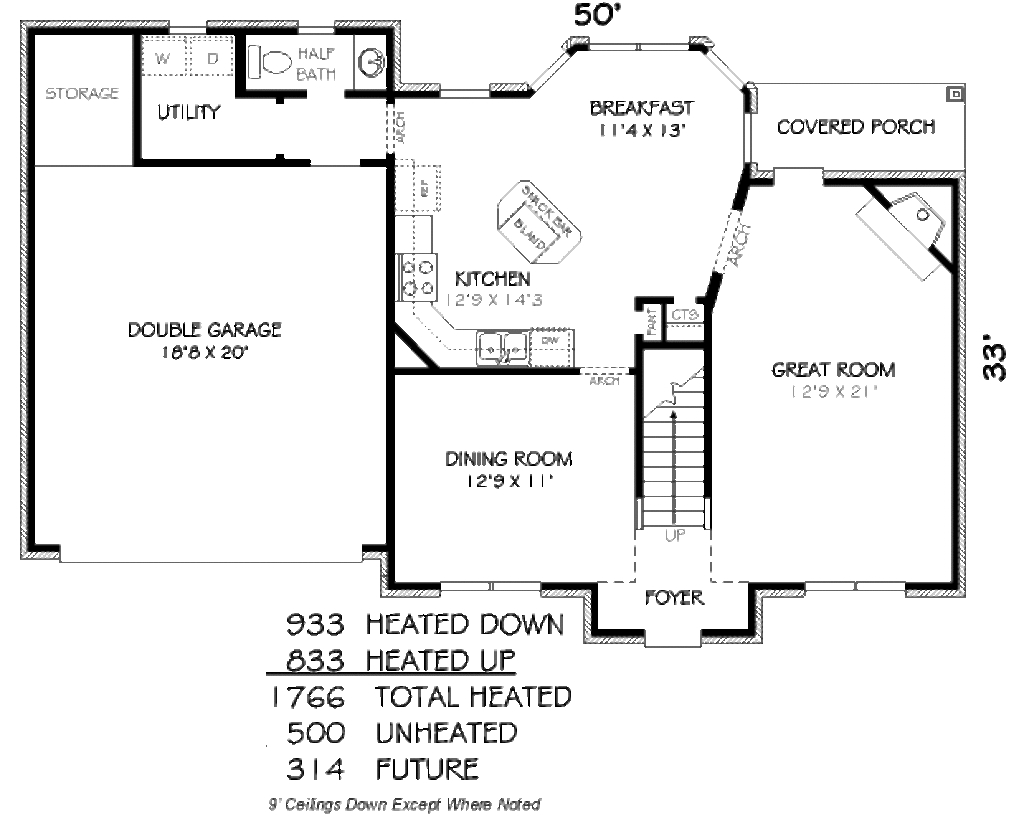 50'
STORAGE
W
D
HALF
BATH
UTILITY
ARCH
BREAKFAST
11'4 X 13'
COVERED PORCH
REF
SNACK BAR
ISLAND
ARCH
KITCHEN
12'9 X 14'3
PANT
CTS
DW
DOUBLE GARAGE
18'8 X 20'
33'
GREAT ROOM
12'9 X 21'
ARCH
DINING ROOM
12'9 X 11'
UP
FOYER
933 HEATED DOWN
833 HEATED UP
1766 TOTAL HEATED
500 UNHEATED
314 FUTURE
9' Ceilings Down Except Where Noted